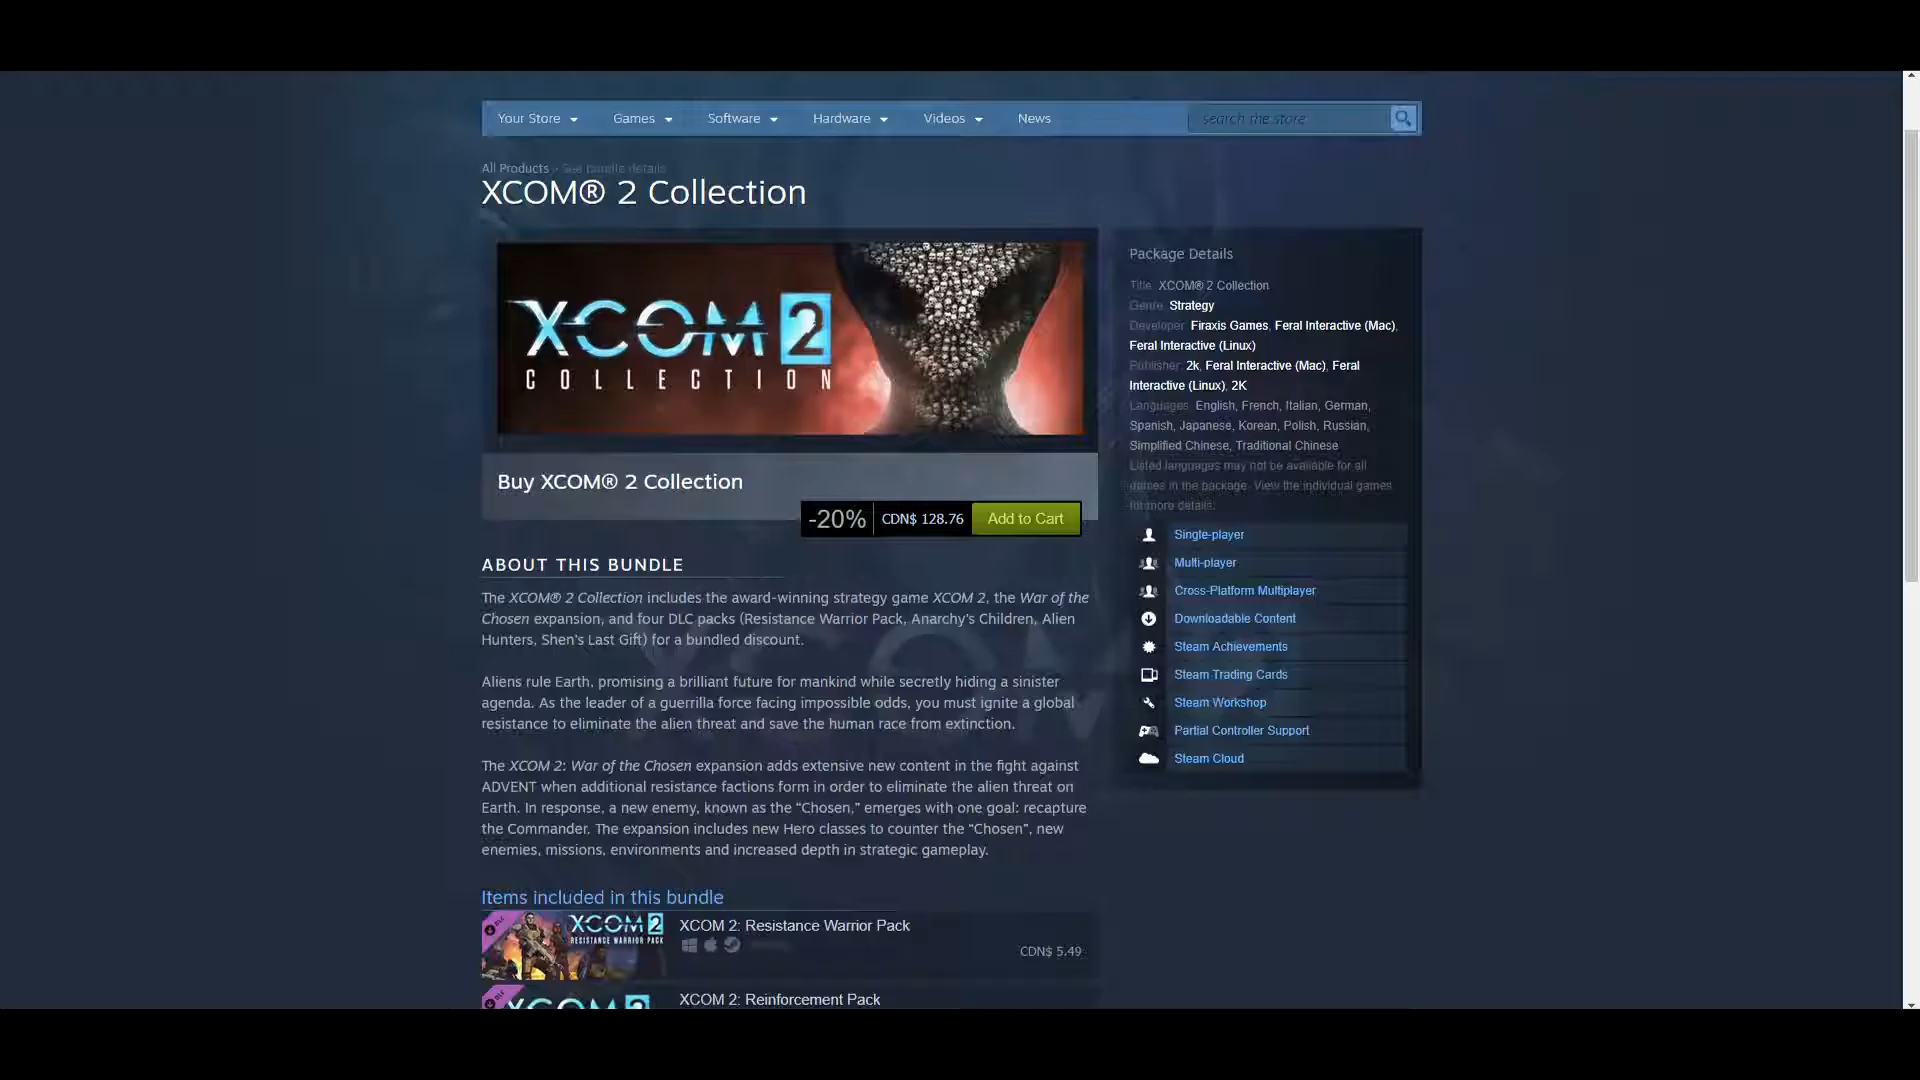 Your Store Games Software Hardware Videos News search the store
All Products > See bundle details
XCOM® 2 Collection
XCOM 2
COLLECTION
Buy XCOM® 2 Collection
-20% CDN$ 128.76 Add to Cart
ABOUT THIS BUNDLE
The XCOM® 2 Collection includes the award-winning strategy game XCOM 2, the War of the
Chosen expansion, and four DLC packs (Resistance Warrior Pack, Anarchy's Children, Alien
Hunters, Shen's Last Gift) for a bundled discount.
Aliens rule Earth, promising a brilliant future for mankind while secretly hiding a sinister
agenda. As the leader of a guerrilla force facing impossible odds, you must ignite a global
resistance to eliminate the alien threat and save the human race from extinction.
The XCOM 2: War of the Chosen expansion adds extensive new content in the fight against
ADVENT when additional resistance factions form in order to eliminate the alien threat on
Earth. In response, a new enemy, known as the “Chosen,” emerges with one goal: recapture
the Commander. The expansion includes new Hero classes to counter the “Chosen”, new
enemies, missions, environments and increased depth in strategic gameplay.
Items included in this bundle
DLC
XCOM 2
RESISTANCE WARRIOR PACK
XCOM 2: Resistance Warrior Pack
CDN$ 5.49
DLC
XCOM 2
XCOM 2: Reinforcement Pack
Package Details
Title: XCOM® 2 Collection
Genre: Strategy
Developer: Firaxis Games, Feral Interactive (Mac),
Feral Interactive (Linux)
Publisher: 2k, Feral Interactive (Mac), Feral
Interactive (Linux), 2K
Languages: English, French, Italian, German,
Spanish, Japanese, Korean, Polish, Russian,
Simplified Chinese, Traditional Chinese
Listed languages may not be available for all
games in the package. View the individual games
for more details.
Single-player
Multi-player
Cross-Platform Multiplayer
Downloadable Content
Steam Achievements
Steam Trading Cards
Steam Workshop
Partial Controller Support
Steam Cloud